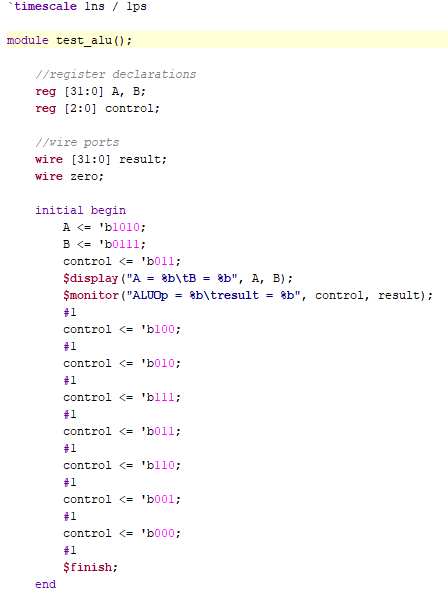 `timescale 1ns / 1ps
module test_alu();
//register declarations
reg [31:0] A, B;
reg [2:0] control;
//wire ports
wire [31:0] result;
wire zero;
initial begin
A <= 'b1010;
B <= 'b0111;
control <= 'b011;
$display("A = %b\tB = %b", A, B);
$monitor("ALUOp = %b\tresult = %b", control, result);
#1
control <= 'b100;
#1
control <= 'b010;
#1
control <= 'b111;
#1
control <= 'b011;
#1
control <= 'b110;
#1
control <= 'b001;
#1
control <= 'b000;
#1
$finish;
end